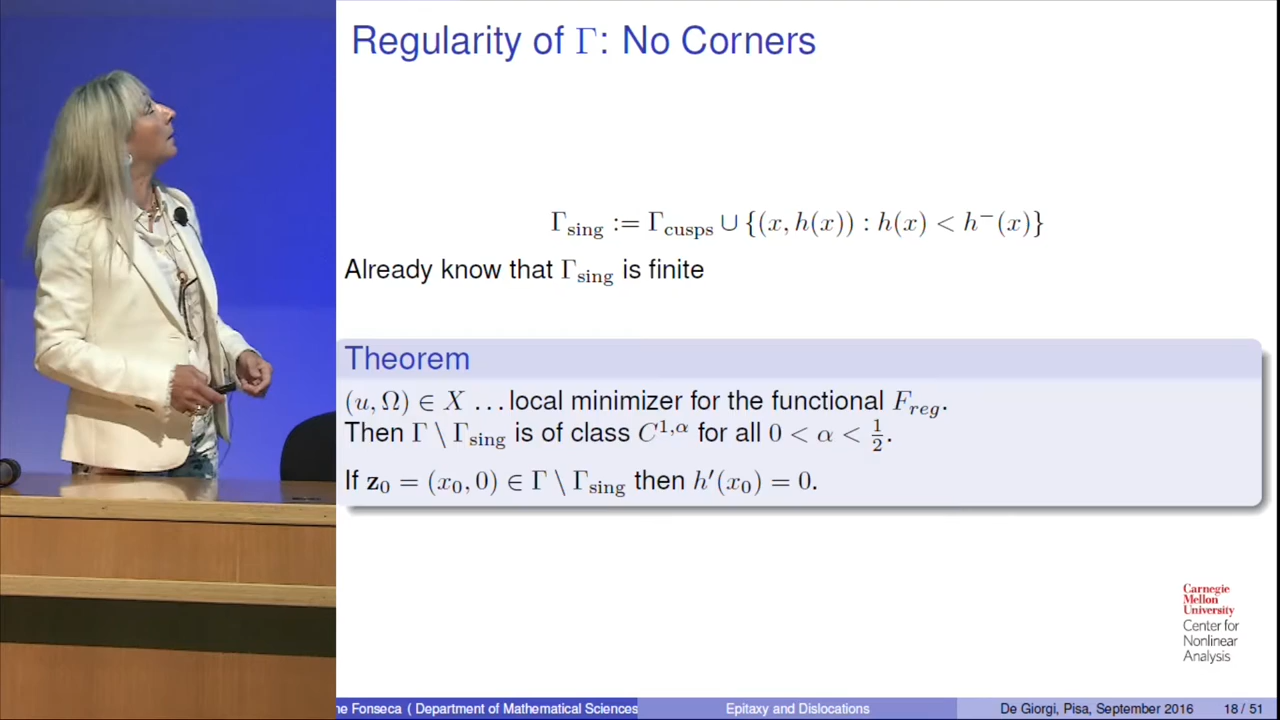 Regularity of Γ: No Corners
Γ_sing := Γ_cusps ∪ {(x, h(x)) : h(x) < h⁻(x)}
Already know that Γ_sing is finite
Theorem
(u, Ω) ∈ X ... local minimizer for the functional F_reg.
Then Γ \ Γ_sing is of class C^{1,α} for all 0 < α < 1/2.
If z₀ = (x₀, 0) ∈ Γ \ Γ_sing then h′(x₀) = 0.
Carnegie
Mellon
University
Center for
Nonlinear
Analysis
Fonseca ( Department of Mathematical Sciences
Epitaxy and Dislocations
De Giorgi, Pisa, September 2016
18 / 51